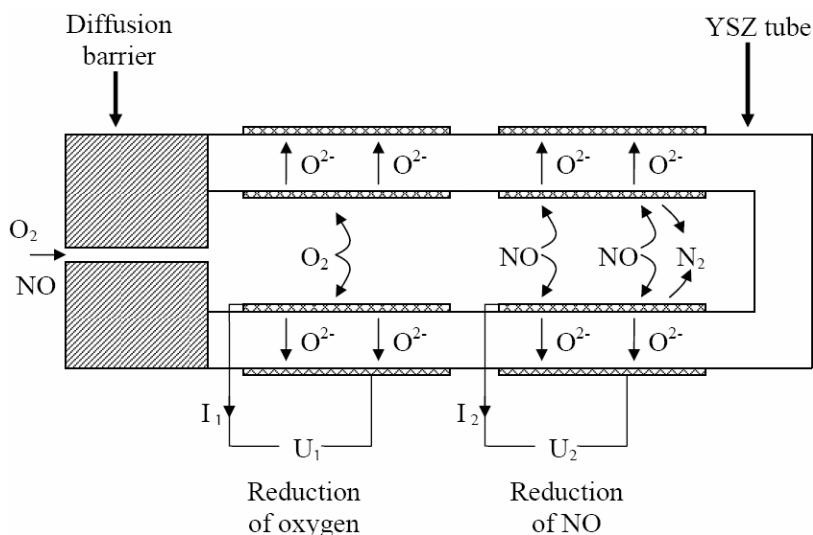 Diffusion
barrier
YSZ tube
O²⁻ O²⁻ O²⁻ O²⁻
O₂
NO
O₂ NO NO N₂
O²⁻ O²⁻ O²⁻ O²⁻
I₁ I₂
U₁ U₂
Reduction
of oxygen
Reduction
of NO